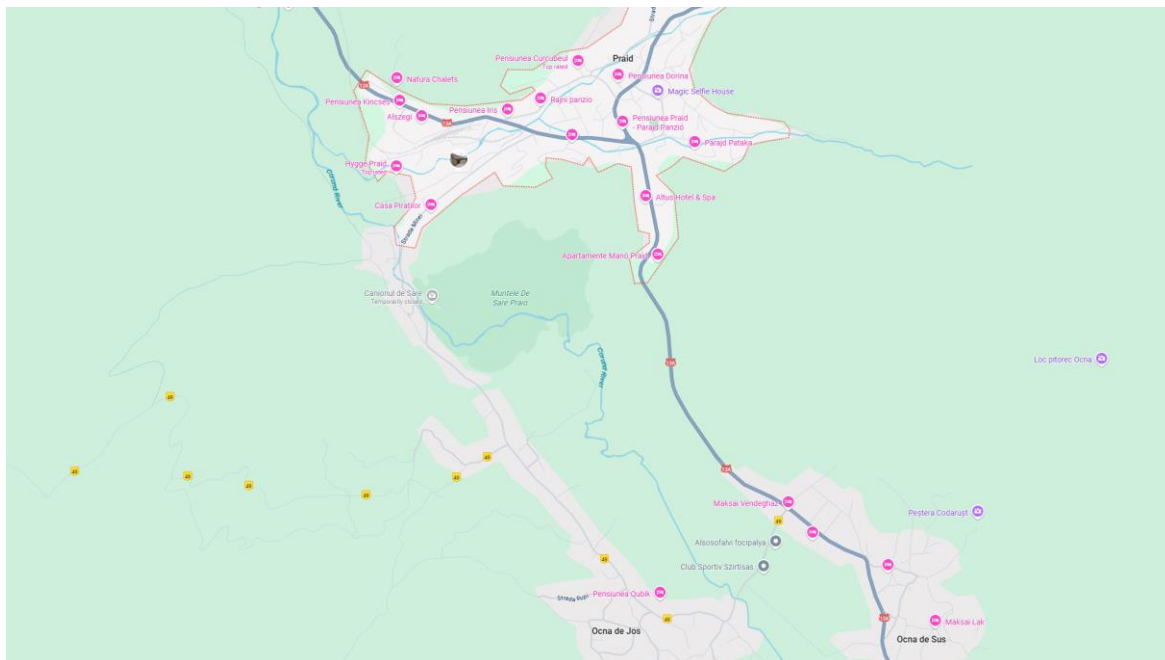 Pensiunea Curcubeul
Top rated
Praid
Natura Chalets
Pensiunea Dorina
Magic Selfie House
Pensiunea Kincses
Pensiunea Iris
Rajni panzio
Alszegi
Pensiunea Praid
- Parajd Panzió
Parajd Pataka
Hygge Praid
Top rated
Corund River
Casa Piratilor
Strada Minei
Altus Hotel & Spa
Apartamente Manó Praid
Canionul de Sare
Temporarily closed
Muntele De
Sare Praid
Corund River
Loc pitorec Ocna
Maksai Vendeghaz
Pestera Codarușt
Alsosofalvi focipalya
Club Sportiv Szirtisas
Pensiunea Qubik
Ocna de Jos
Ocna de Sus
Maksai Lak